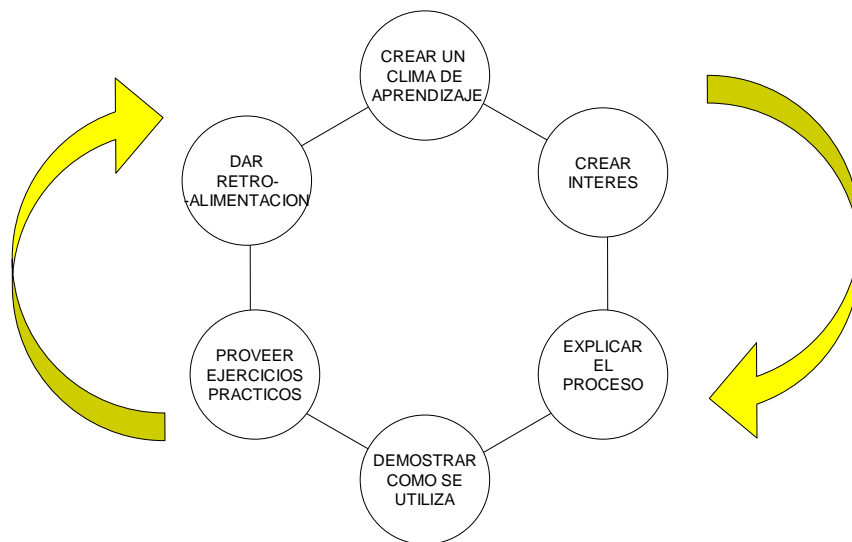 CREAR UN
CLIMA DE
APRENDIZAJE
CREAR
INTERES
EXPLICAR
EL
PROCESO
DEMOSTRAR
COMO SE
UTILIZA
PROVEER
EJERCICIOS
PRACTICOS
DAR
RETRO-
-ALIMENTACION